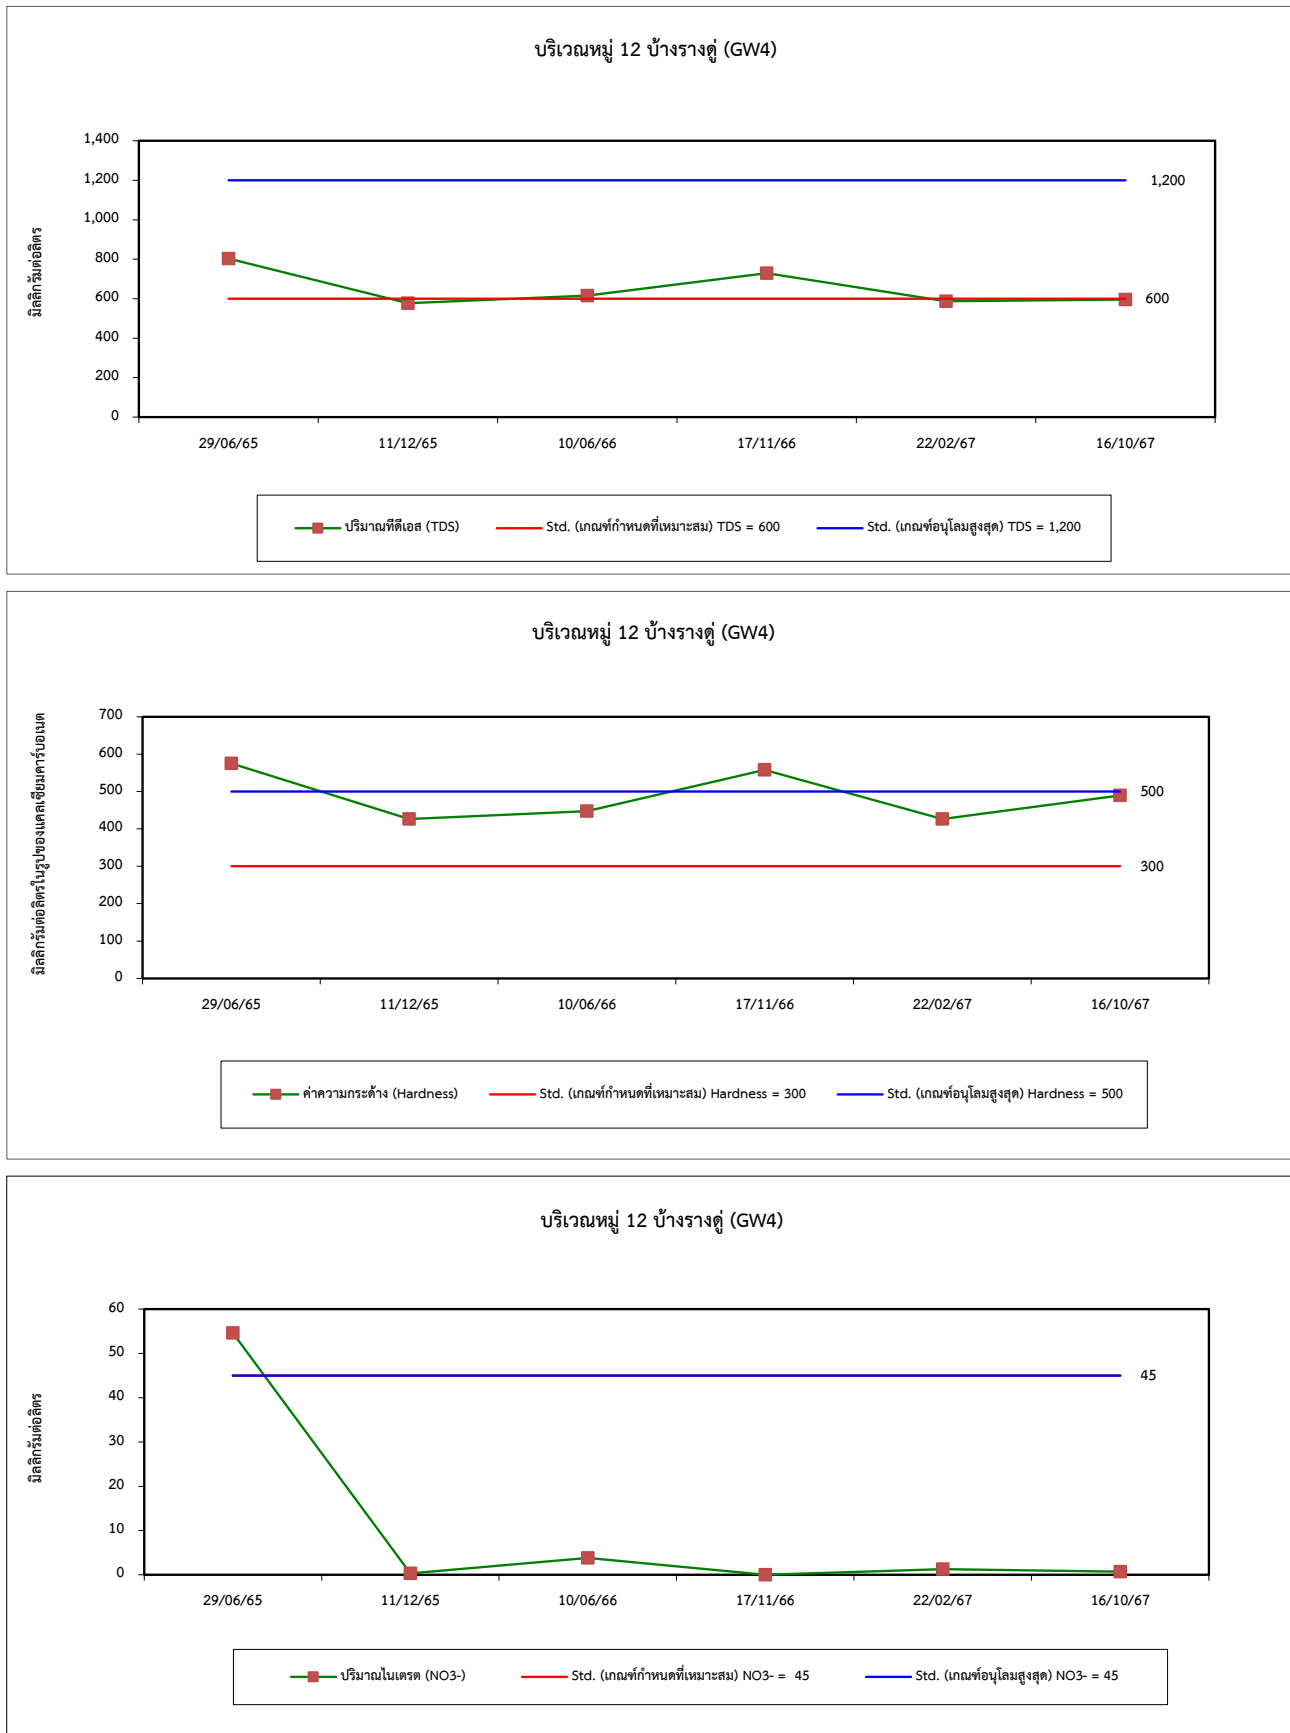 บริเวณหมู่ 12 บ้างรางดู่ (GW4)
มิลลิกรัมต่อลิตร
1,400
1,200
1,000
800
600
400
200
0
1,200
600
29/06/65 11/12/65 10/06/66 17/11/66 22/02/67 16/10/67
ปริมาณทีดีเอส (TDS) Std. (เกณฑ์กำหนดที่เหมาะสม) TDS = 600 Std. (เกณฑ์อนุโลมสูงสุด) TDS = 1,200
บริเวณหมู่ 12 บ้างรางดู่ (GW4)
มิลลิกรัมต่อลิตรในรูปของแคลเซียมคาร์บอเนต
700
600
500
400
300
200
100
0
500
300
29/06/65 11/12/65 10/06/66 17/11/66 22/02/67 16/10/67
ค่าความกระด้าง (Hardness) Std. (เกณฑ์กำหนดที่เหมาะสม) Hardness = 300 Std. (เกณฑ์อนุโลมสูงสุด) Hardness = 500
บริเวณหมู่ 12 บ้างรางดู่ (GW4)
มิลลิกรัมต่อลิตร
60
50
40
30
20
10
0
45
29/06/65 11/12/65 10/06/66 17/11/66 22/02/67 16/10/67
ปริมาณไนเตรต (NO3-) Std. (เกณฑ์กำหนดที่เหมาะสม) NO3- = 45 Std. (เกณฑ์อนุโลมสูงสุด) NO3- = 45